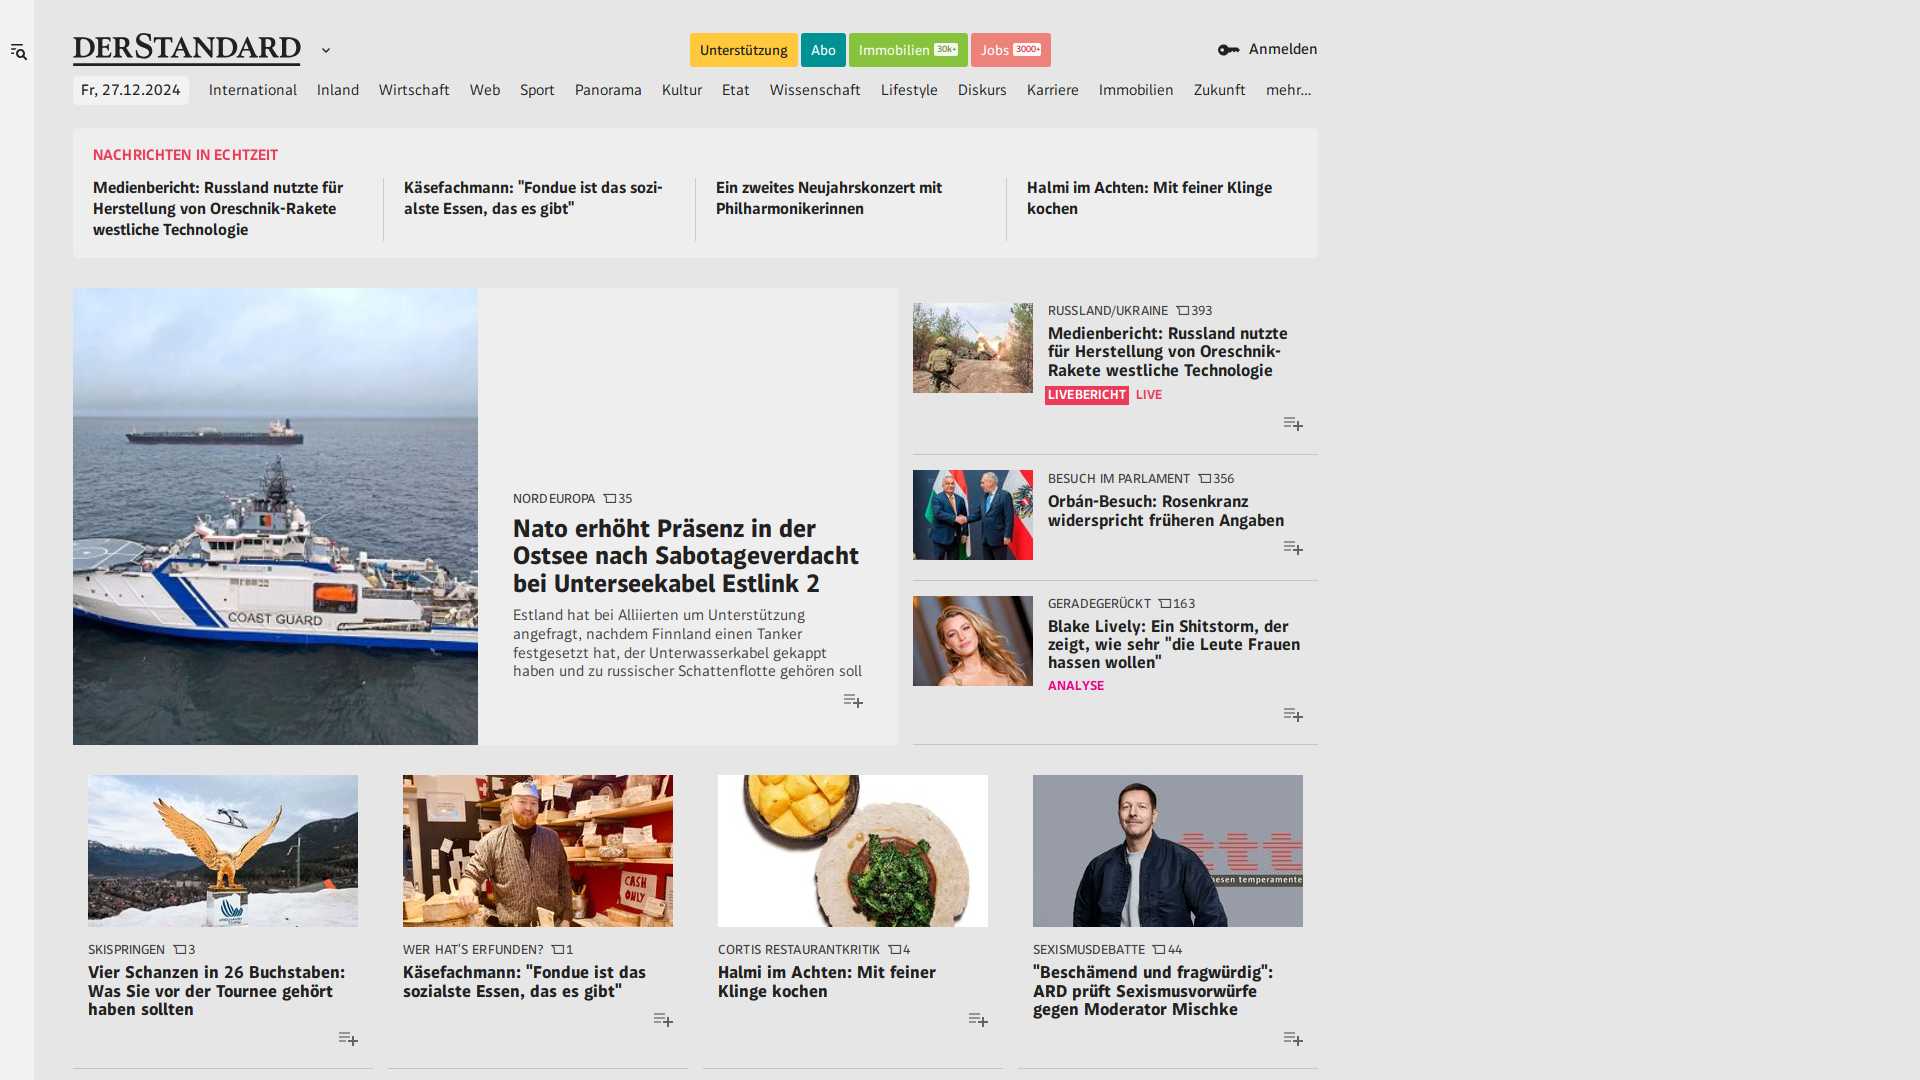 DERSTANDARD
Unterstützung
Abo
Immobilien 30k+
Jobs 3000+
Anmelden
Fr, 27.12.2024
International
Inland
Wirtschaft
Web
Sport
Panorama
Kultur
Etat
Wissenschaft
Lifestyle
Diskurs
Karriere
Immobilien
Zukunft
mehr...
NACHRICHTEN IN ECHTZEIT
Medienbericht: Russland nutzte für
Herstellung von Oreschnik-Rakete
westliche Technologie
Käsefachmann: "Fondue ist das sozi-
alste Essen, das es gibt"
Ein zweites Neujahrskonzert mit
Philharmonikerinnen
Halmi im Achten: Mit feiner Klinge
kochen
COAST GUARD
NORDEUROPA 35
Nato erhöht Präsenz in der
Ostsee nach Sabotageverdacht
bei Unterseekabel Estlink 2
Estland hat bei Alliierten um Unterstützung
angefragt, nachdem Finnland einen Tanker
festgesetzt hat, der Unterwasserkabel gekappt
haben und zu russischer Schattenflotte gehören soll
RUSSLAND/UKRAINE 393
Medienbericht: Russland nutzte
für Herstellung von Oreschnik-
Rakete westliche Technologie
LIVEBERICHT LIVE
BESUCH IM PARLAMENT 356
Orbán-Besuch: Rosenkranz
widerspricht früheren Angaben
GERADEGERÜCKT 163
Blake Lively: Ein Shitstorm, der
zeigt, wie sehr "die Leute Frauen
hassen wollen"
ANALYSE
SKISPRINGEN 3
Vier Schanzen in 26 Buchstaben:
Was Sie vor der Tournee gehört
haben sollten
CASH
ONLY
WER HAT'S ERFUNDEN? 1
Käsefachmann: "Fondue ist das
sozialste Essen, das es gibt"
CORTIS RESTAURANTKRITIK 4
Halmi im Achten: Mit feiner
Klinge kochen
ttt
hesen temperamente
SEXISMUSDEBATTE 44
"Beschämend und fragwürdig":
ARD prüft Sexismusvorwürfe
gegen Moderator Mischke